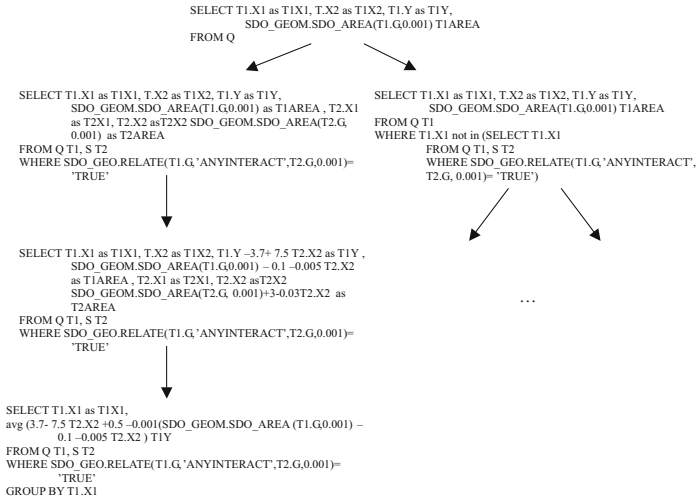 SELECT T1.X1 as T1X1, T.X2 as T1X2, T1.Y as T1Y,
SDO_GEOM.SDO_AREA(T1.G,0.001) T1AREA
FROM Q
SELECT T1.X1 as T1X1, T.X2 as T1X2, T1.Y as T1Y,
SDO_GEOM.SDO_AREA(T1.G,0.001) as T1AREA , T2.X1
as T2X1, T2.X2 asT2X2 SDO_GEOM.SDO_AREA(T2.G,
0.001) as T2AREA
FROM Q T1, S T2
WHERE SDO_GEO.RELATE(T1.G,'ANYINTERACT',T2.G,0.001)=
'TRUE'
SELECT T1.X1 as T1X1, T.X2 as T1X2, T1.Y as T1Y,
SDO_GEOM.SDO_AREA(T1.G,0.001) T1AREA
FROM Q T1
WHERE T1.X1 not in (SELECT T1.X1
FROM Q T1, S T2
WHERE SDO_GEO.RELATE(T1.G,'ANYINTERACT',
T2.G, 0.001)= 'TRUE')
SELECT T1.X1 as T1X1, T.X2 as T1X2, T1.Y –3.7+ 7.5 T2.X2 as T1Y ,
SDO_GEOM.SDO_AREA(T1.G,0.001) – 0.1 –0.005 T2.X2
as T1AREA , T2.X1 as T2X1, T2.X2 asT2X2
SDO_GEOM.SDO_AREA(T2.G, 0.001)+3-0.03T2.X2 as
T2AREA
FROM Q T1, S T2
WHERE SDO_GEO.RELATE(T1.G,'ANYINTERACT',T2.G,0.001)=
'TRUE'
...
SELECT T1.X1 as T1X1,
avg (3.7- 7.5 T2.X2 +0.5 –0.001(SDO_GEOM.SDO_AREA (T1.G,0.001) –
0.1 –0.005 T2.X2 ) T1Y
FROM Q T1, S T2
WHERE SDO_GEO.RELATE(T1.G,'ANYINTERACT',T2.G,0.001)=
'TRUE'
GROUP BY T1.X1